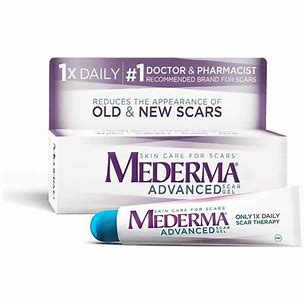 1X DAILY #1 DOCTOR & PHARMACIST
RECOMMENDED BRAND FOR SCARS*
REDUCES THE APPEARANCE OF
OLD & NEW SCARS
SKIN CARE FOR SCARS®
MEDERMA®
ADVANCED SCAR GEL
SKIN CARE FOR SCARS®
MEDERMA®
ADVANCED SCAR GEL
ONLY 1X DAILY
SCAR THERAPY